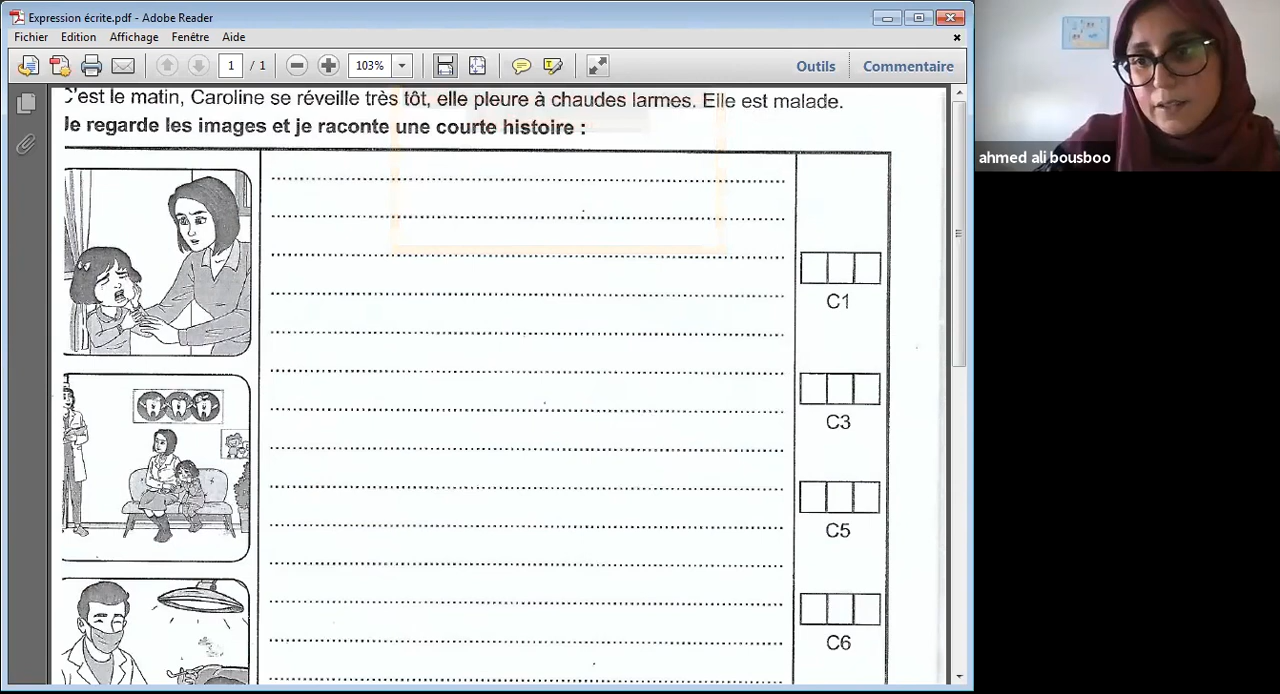 Expression écrite.pdf - Adobe Reader
Fichier Edition Affichage Fenêtre Aide
1 / 1 103% Outils Commentaire
C'est le matin, Caroline se réveille très tôt, elle pleure à chaudes larmes. Elle est malade.
Je regarde les images et je raconte une courte histoire :
C1
C3
C5
C6
ahmed ali bousboo